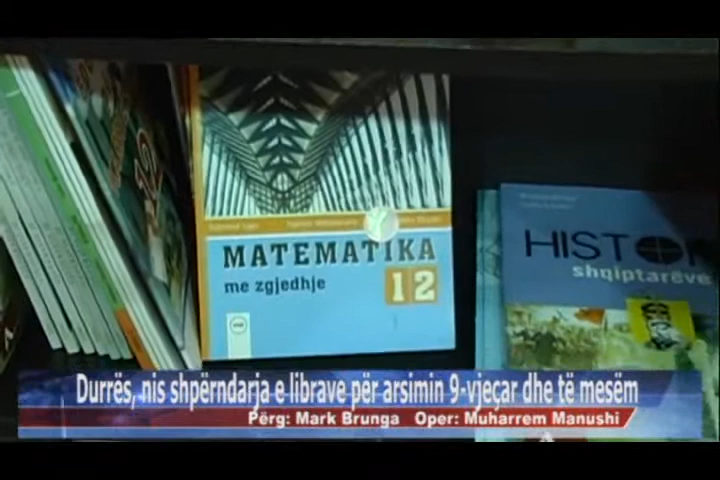 MATEMATIKA
me zgjedhje
12
HISTO
shqiptarëve
Durrës, nis shpërndarja e librave për arsimin 9-vjeçar dhe të mesëm
Përg: Mark Brunga Oper: Muharrem Manushi